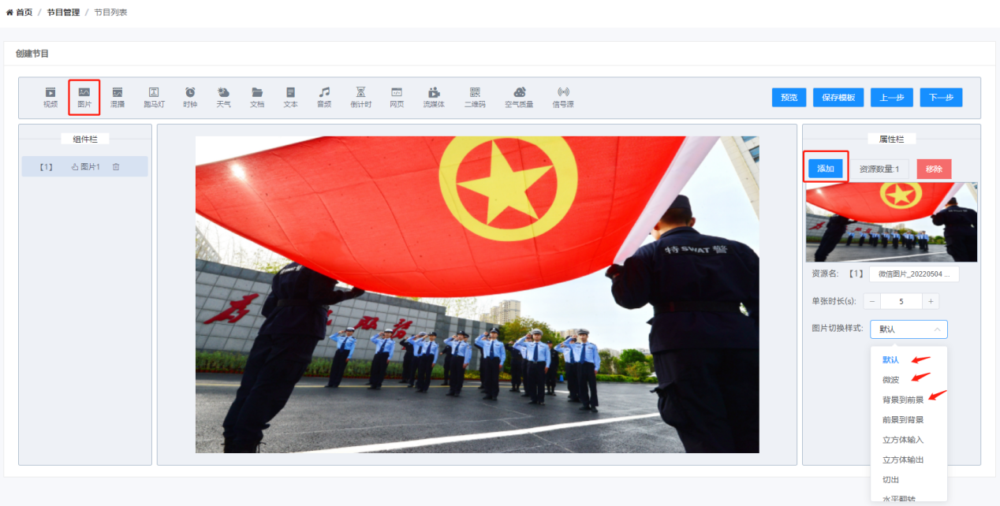 首页 / 节目管理 / 节目列表
创建节目
视频 图片 混播 跑马灯 时钟 天气 文档 文本 音频 倒计时 网页 流媒体 二维码 空气质量 信号源
预览 保存模板 上一步 下一步
组件栏
【1】 图片1
特 SWAT 警
服 务
属性栏
添加 资源数量:1 移除
资源名: 【1】 微信图片_20220504 ...
单张时长(s): − 5 +
图片切换样式: 默认
默认
微波
背景到前景
前景到背景
立方体输入
立方体输出
切出
水平翻转